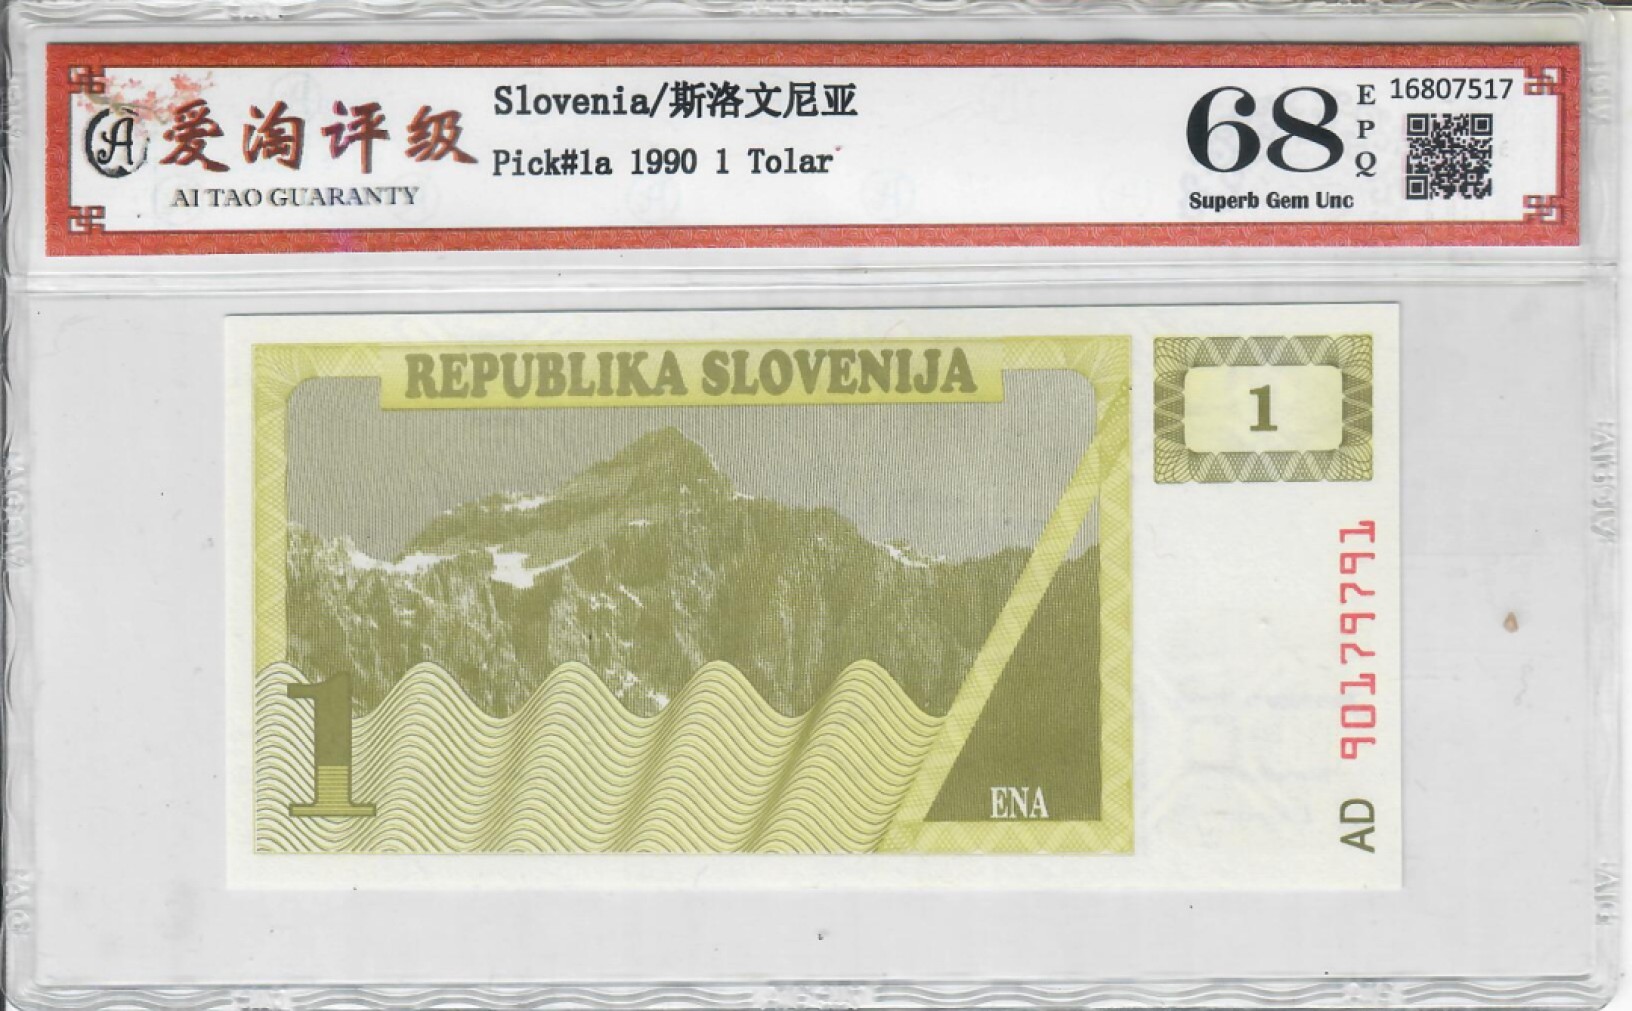 爱淘评级
AI TAO GUARANTY
Slovenia/斯洛文尼亚
Pick#1a 1990 1 Tolar
68
EPQ
Superb Gem Unc
16807517
REPUBLIKA SLOVENIJA
1
1
ENA
AD 90179791